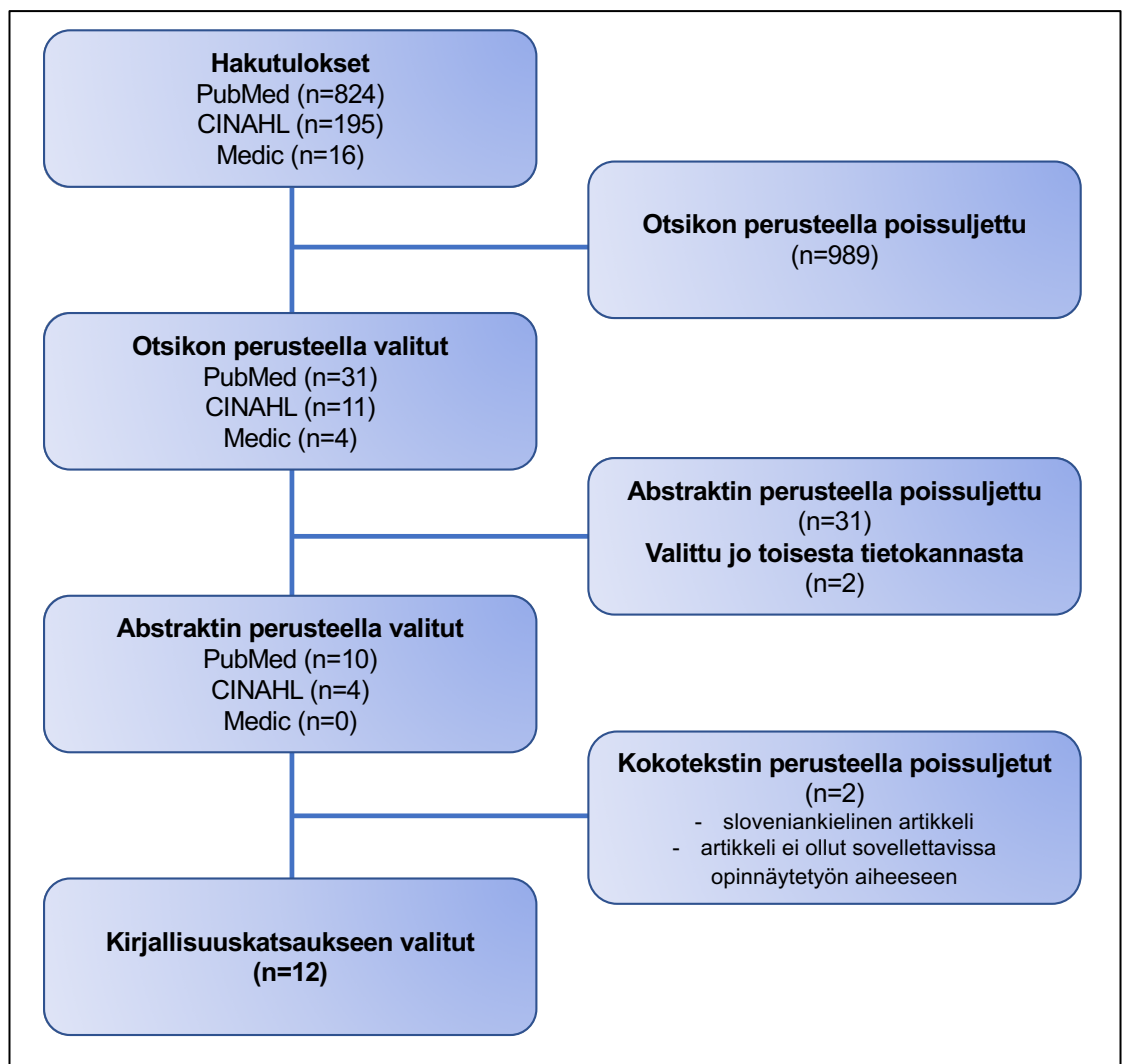 Hakutulokset
PubMed (n=824)
CINAHL (n=195)
Medic (n=16)
Otsikon perusteella poissuljettu
(n=989)
Otsikon perusteella valitut
PubMed (n=31)
CINAHL (n=11)
Medic (n=4)
Abstraktin perusteella poissuljettu
(n=31)
Valittu jo toisesta tietokannasta
(n=2)
Abstraktin perusteella valitut
PubMed (n=10)
CINAHL (n=4)
Medic (n=0)
Kokotekstin perusteella poissuljetut
(n=2)
- sloveniankielinen artikkeli
- artikkeli ei ollut sovellettavissa
opinnäytetyön aiheeseen
Kirjallisuuskatsaukseen valitut
(n=12)